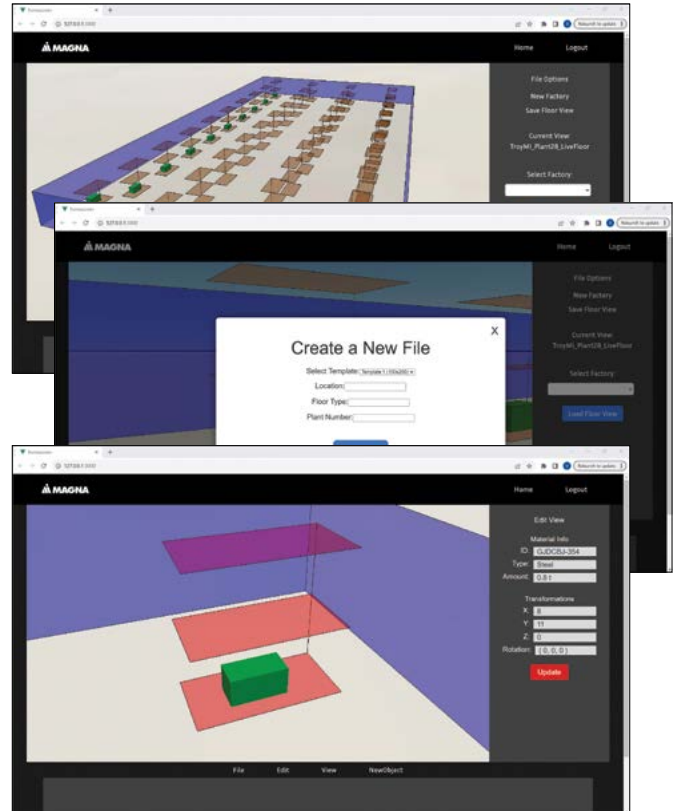 MAGNA
Home Logout
File Options
New Factory
Save Floor View
Current View:
TroyMI_Plant28_LiveFloor
Select Factory:
MAGNA
Home Logout
File Options
New Factory
Save Floor View
Current View:
TroyMI_Plant28_LiveFloor
Select Factory:
Load Floor View
X
Create a New File
Select Template:
Location:
Floor Type:
Plant Number:
MAGNA
Home Logout
Edit View
Material Info
ID: GJDCBJ-354
Type: Steel
Amount: 0.8 t
Transformations
X: 8
Y: 11
Z: 0
Rotation: ( 0, 0, 0 )
Update
File Edit View NewObject